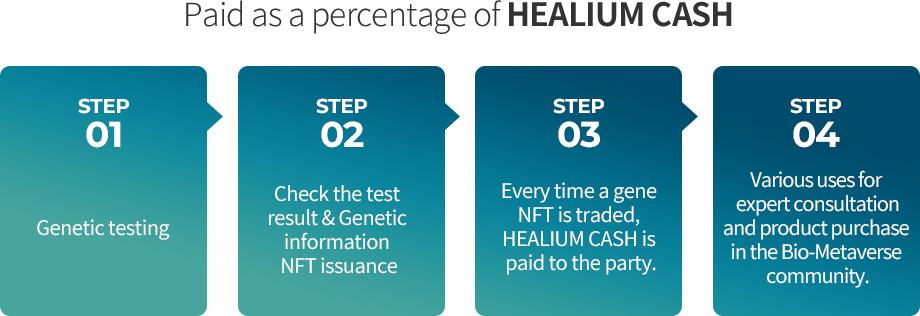 Paid as a percentage of HEALIUM CASH
STEP
01
Genetic testing
STEP
02
Check the test
result & Genetic
information
NFT issuance
STEP
03
Every time a gene
NFT is traded,
HEALIUM CASH is
paid to the party.
STEP
04
Various uses for
expert consultation
and product purchase
in the Bio-Metaverse
community.